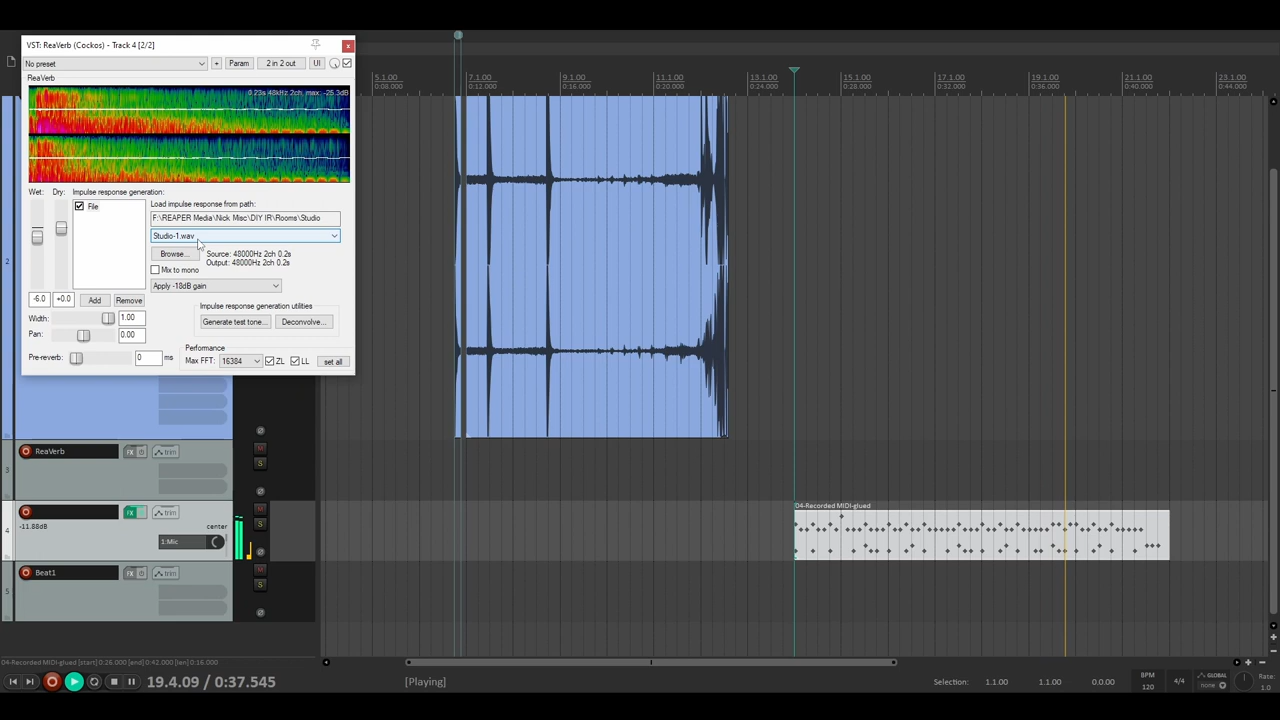 VST: ReaVerb (Cockos) - Track 4 [2/2]
x
No preset
+
Param
2 in 2 out
UI
ReaVerb
0.23s 48kHz 2ch, max: -25.3dB
Wet:
Dry:
Impulse response generation:
File
Load impulse response from path:
F:\REAPER Media\Nick Misc\DIY IR\Rooms\Studio
Studio-1.wav
Browse...
Source: 48000Hz 2ch 0.2s
Output: 48000Hz 2ch 0.2s
Mix to mono
Apply -18dB gain
-6.0
+0.0
Add
Remove
Impulse response generation utilities
Width:
1.00
Generate test tone...
Deconvolve...
Pan:
0.00
Performance
Pre-reverb:
0
ms
Max FFT:
16384
ZL
LL
set all
5.1.00
0:08.000
7.1.00
0:12.000
9.1.00
0:16.000
11.1.00
0:20.000
13.1.00
0:24.000
15.1.00
0:28.000
17.1.00
0:32.000
19.1.00
0:36.000
21.1.00
0:40.000
23.1.00
0:44.000
2
3
ReaVerb
FX
trim
M
S
4
FX
trim
M
S
-11.88dB
center
1:Mic
04-Recorded MIDI-glued
5
Beat1
FX
trim
M
S
04-Recorded MIDI-glued [start] 0:26.000 [end] 0:42.000 [len] 0:16.000
19.4.09 / 0:37.545
[Playing]
Selection:
1.1.00
1.1.00
0.0.00
BPM
120
4/4
GLOBAL
none
Rate:
1.0